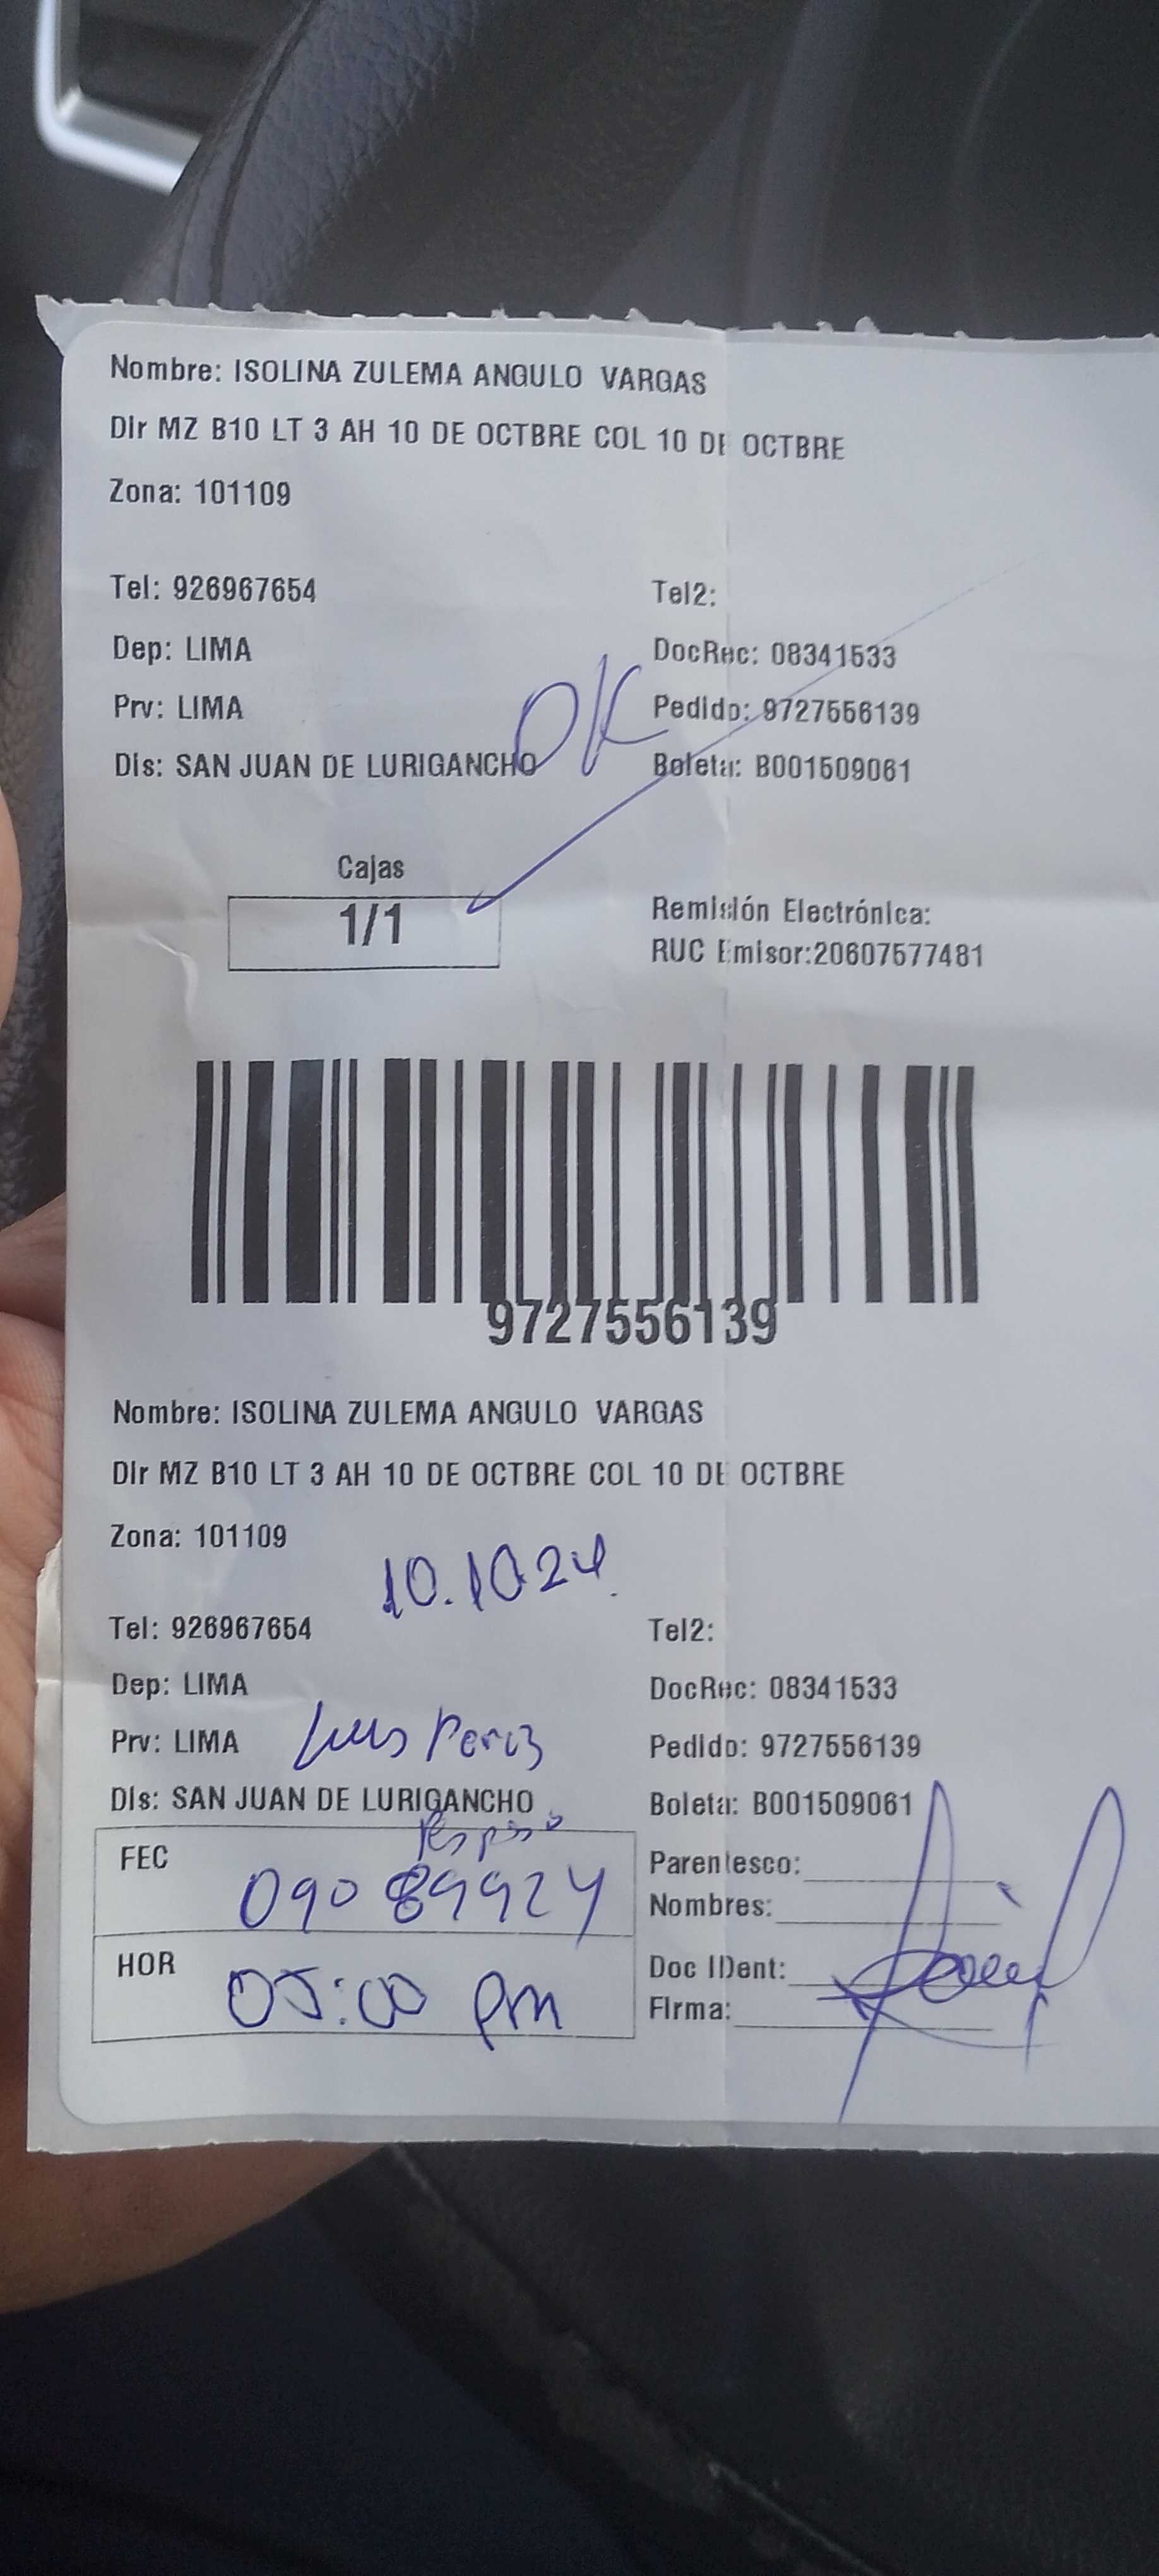 Nombre: ISOLINA ZULEMA ANGULO VARGAS
Dir MZ B10 LT 3 AH 10 DE OCTBRE COL 10 DE OCTBRE
Zona: 101109
Tel: 926967654 Tel2:
Dep: LIMA DocRec: 08341533
Prv: LIMA OK Pedido: 9727556139
Dis: SAN JUAN DE LURIGANCHO Boleta: B001509061
Cajas
1/1
Remisión Electrónica:
RUC Emisor:20607577481
9727556139
Nombre: ISOLINA ZULEMA ANGULO VARGAS
Dir MZ B10 LT 3 AH 10 DE OCTBRE COL 10 DE OCTBRE
Zona: 101109
10.1024
Tel: 926967654 Tel2:
Dep: LIMA DocRec: 08341533
Prv: LIMA Luis Perez Pedido: 9727556139
Dis: SAN JUAN DE LURIGANCHO Boleta: B001509061
FEC 09089924 Parentesco:
Nombres:
HOR 05:00 pm Doc IDent:
Firma: